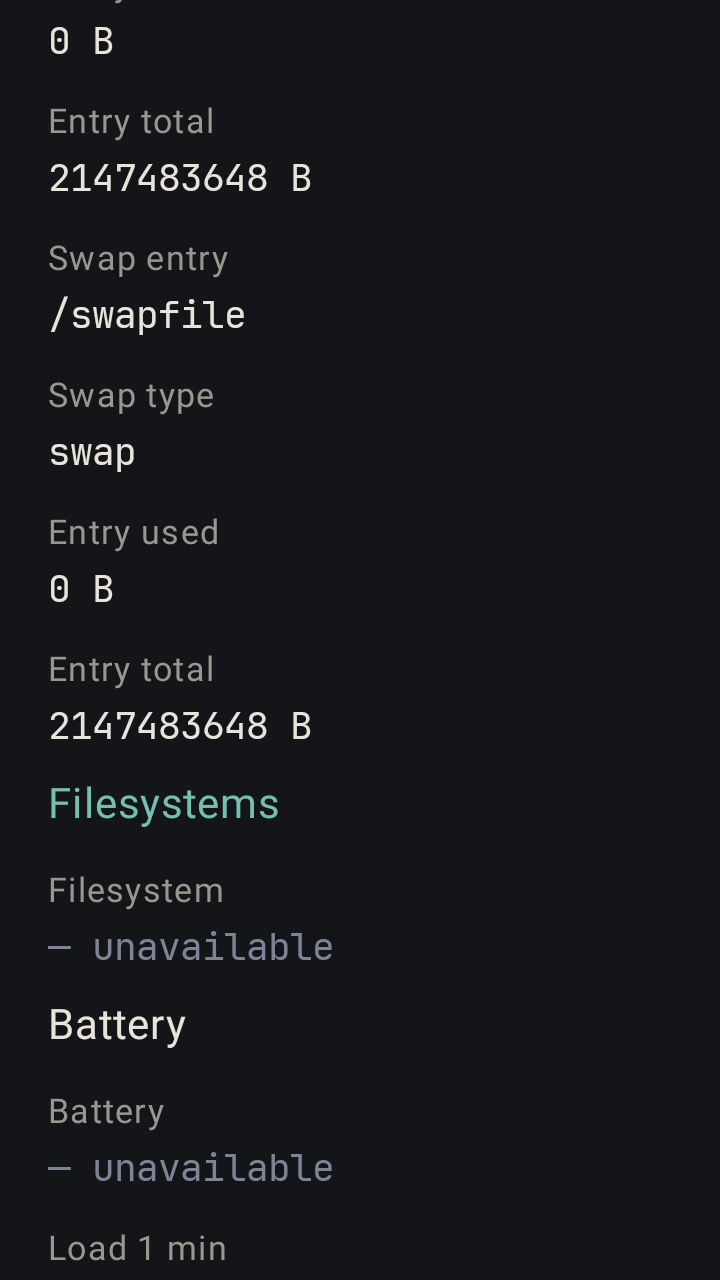 0 B
Entry total
2147483648 B
Swap entry
/swapfile
Swap type
swap
Entry used
0 B
Entry total
2147483648 B
Filesystems
Filesystem
— unavailable
Battery
Battery
— unavailable
Load 1 min